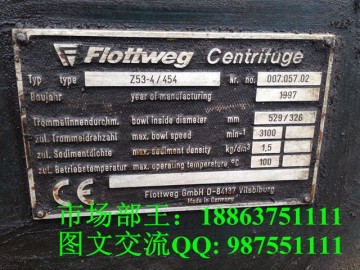 Flottweg Centrifuge
Typ type Z53-4/454 Nr. no. 007.057.02
Baujahr year of manufacturing 1997
Trommelinnendurchm. bowl inside diameter mm 529/326
zul. Trommeldrehzahl max. bowl speed min-1 3100
zul. Sedimentdichte max. sediment density kg/dm³ 1,5
zul. Betriebstemperatur max. operating temperature °C 100
CE Flottweg GmbH D-84137 Vilsbiburg
Made in Germany
市场部王：18863751111
图文交流QQ: 987551111